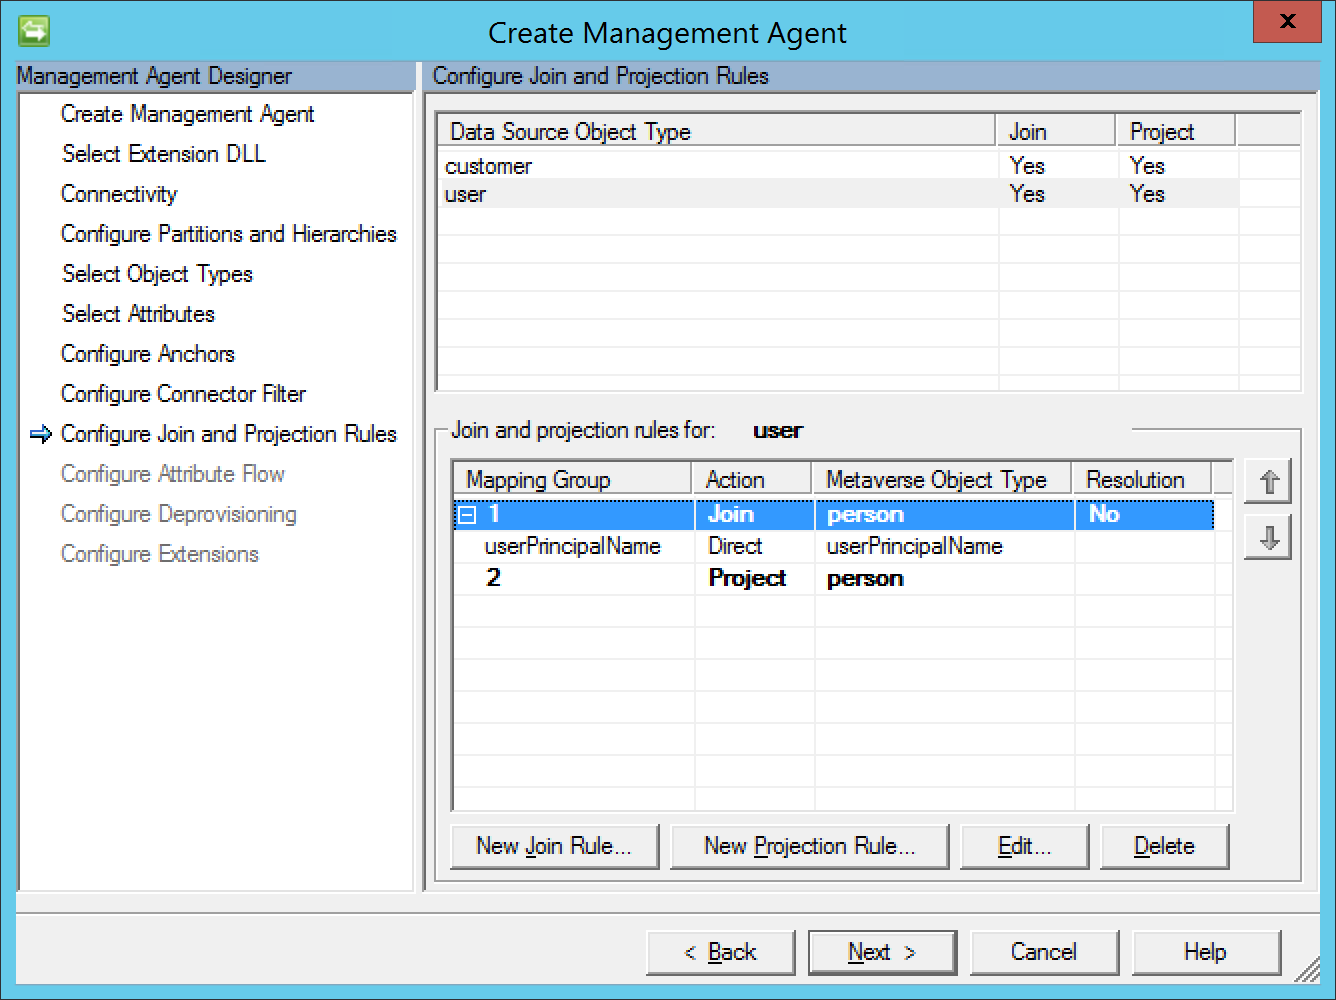 Create Management Agent
x
Management Agent Designer
Create Management Agent
Select Extension DLL
Connectivity
Configure Partitions and Hierarchies
Select Object Types
Select Attributes
Configure Anchors
Configure Connector Filter
Configure Join and Projection Rules
Configure Attribute Flow
Configure Deprovisioning
Configure Extensions
Configure Join and Projection Rules
Data Source Object Type Join Project
customer Yes Yes
user Yes Yes
Join and projection rules for: user
Mapping Group Action Metaverse Object Type Resolution
1 Join person No
userPrincipalName Direct userPrincipalName
2 Project person
New Join Rule... New Projection Rule... Edit... Delete
< Back Next > Cancel Help